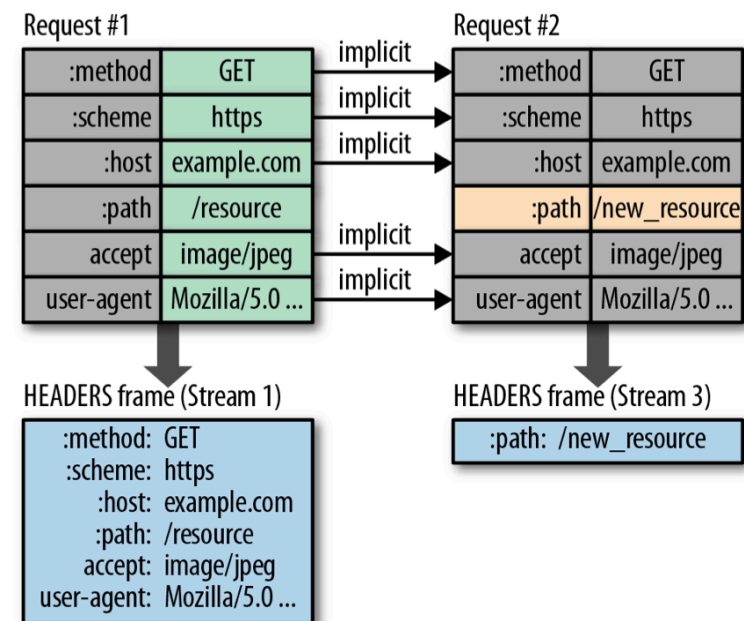 Request #1
:method GET
:scheme https
:host example.com
:path /resource
accept image/jpeg
user-agent Mozilla/5.0 ...
implicit
implicit
implicit
implicit
implicit
Request #2
:method GET
:scheme https
:host example.com
:path /new_resource
accept image/jpeg
user-agent Mozilla/5.0 ...
HEADERS frame (Stream 1)
:method: GET
:scheme: https
:host: example.com
:path: /resource
accept: image/jpeg
user-agent: Mozilla/5.0 ...
HEADERS frame (Stream 3)
:path: /new_resource